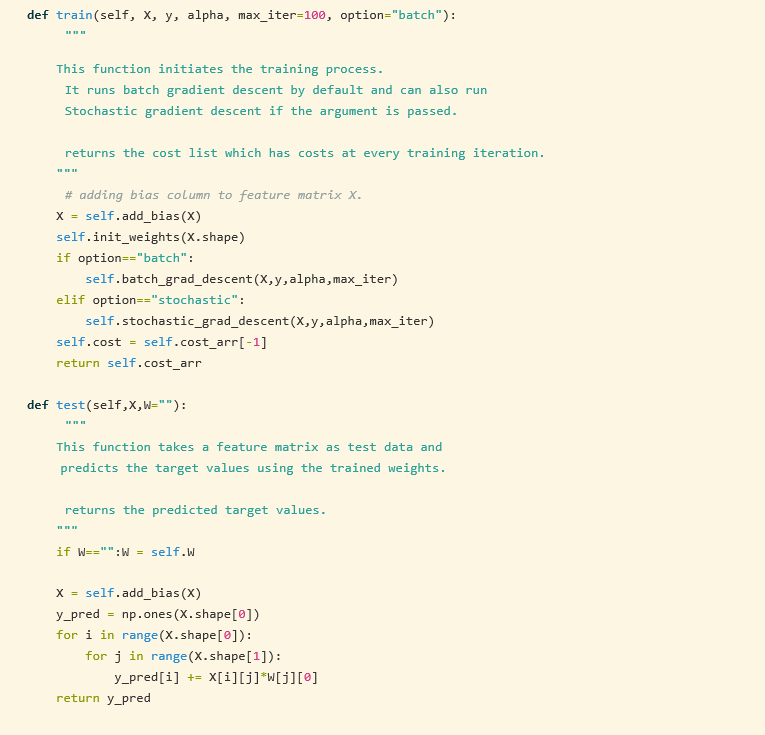 def train(self, X, y, alpha, max_iter=100, option="batch"):
"""
This function initiates the training process.
It runs batch gradient descent by default and can also run
Stochastic gradient descent if the argument is passed.
returns the cost list which has costs at every training iteration.
"""
# adding bias column to feature matrix X.
X = self.add_bias(X)
self.init_weights(X.shape)
if option=="batch":
self.batch_grad_descent(X,y,alpha,max_iter)
elif option=="stochastic":
self.stochastic_grad_descent(X,y,alpha,max_iter)
self.cost = self.cost_arr[-1]
return self.cost_arr
def test(self,X,W=""):
"""
This function takes a feature matrix as test data and
predicts the target values using the trained weights.
returns the predicted target values.
"""
if W=="":W = self.W
X = self.add_bias(X)
y_pred = np.ones(X.shape[0])
for i in range(X.shape[0]):
for j in range(X.shape[1]):
y_pred[i] += X[i][j]*W[j][0]
return y_pred